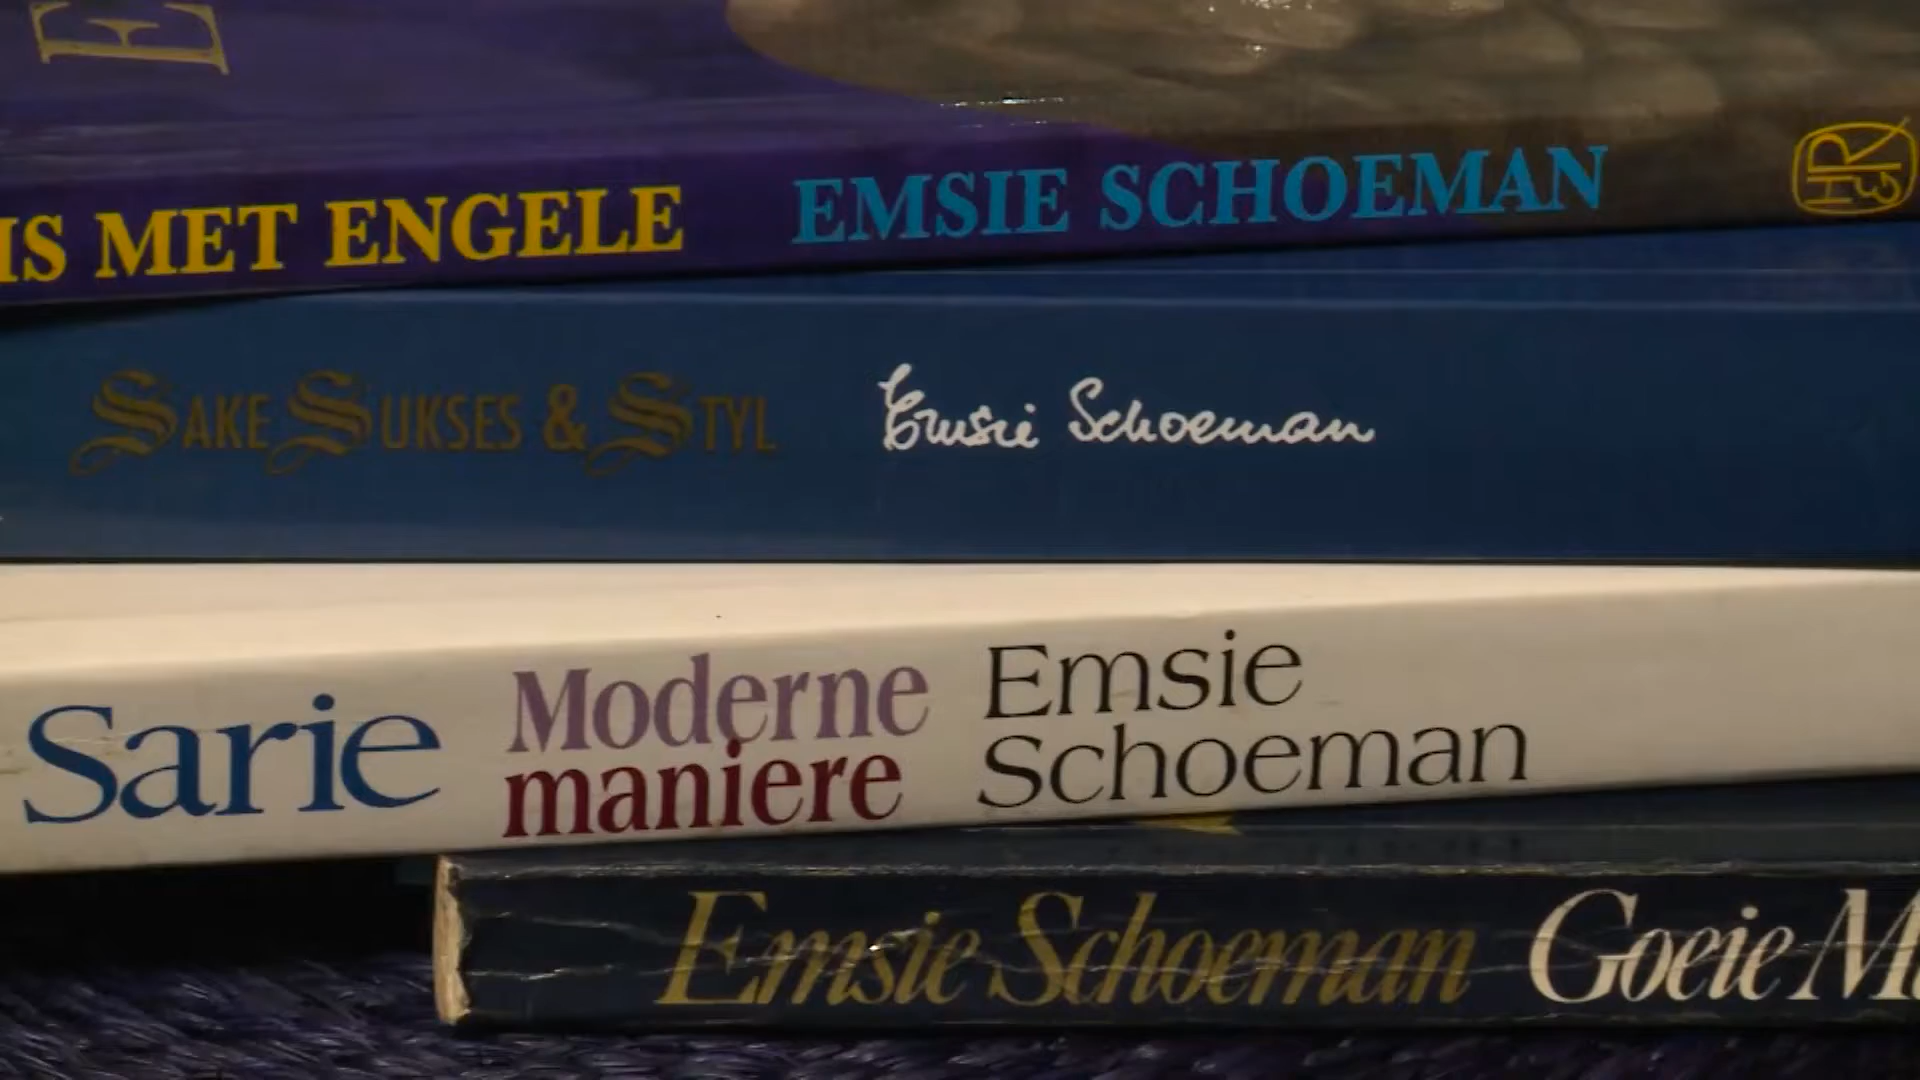 E
IS MET ENGELE EMSIE SCHOEMAN H&R
SAKE SUKSES & STYL Emsie Schoeman
Sarie Moderne maniere Emsie Schoeman
Emsie Schoeman Goeie M